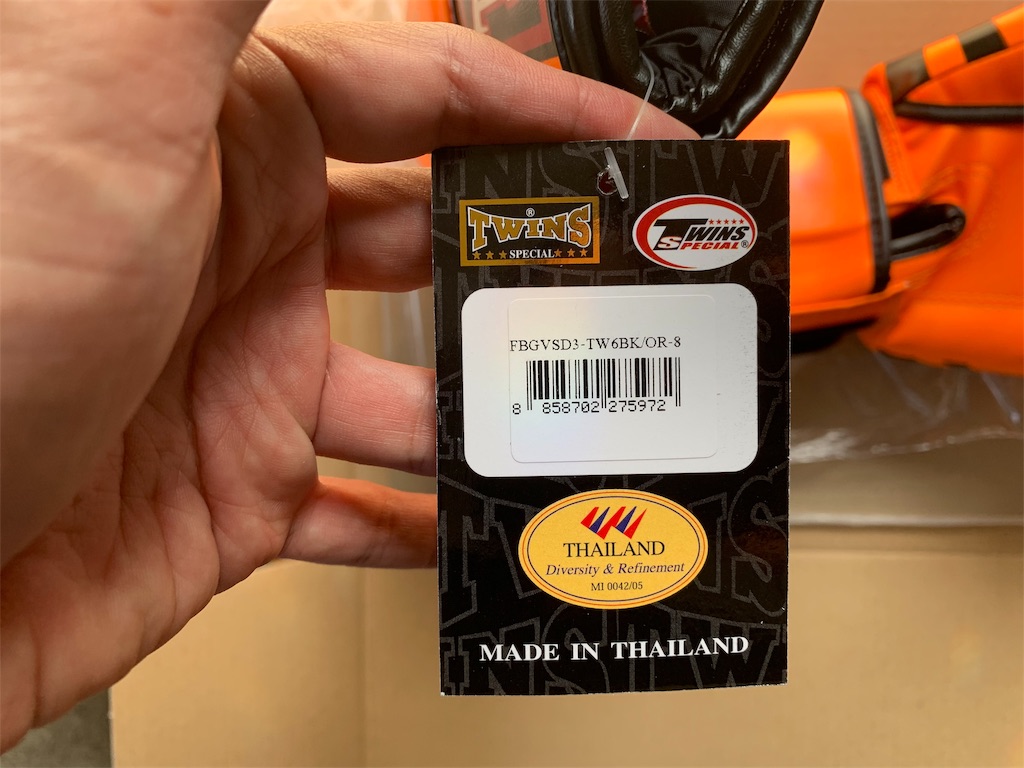 TWINS®
SPECIAL
TWINS
SPECIAL®
FBGVSD3-TW6BK/OR-8
8 858702 275972
THAILAND
Diversity & Refinement
MI 0042/05
MADE IN THAILAND